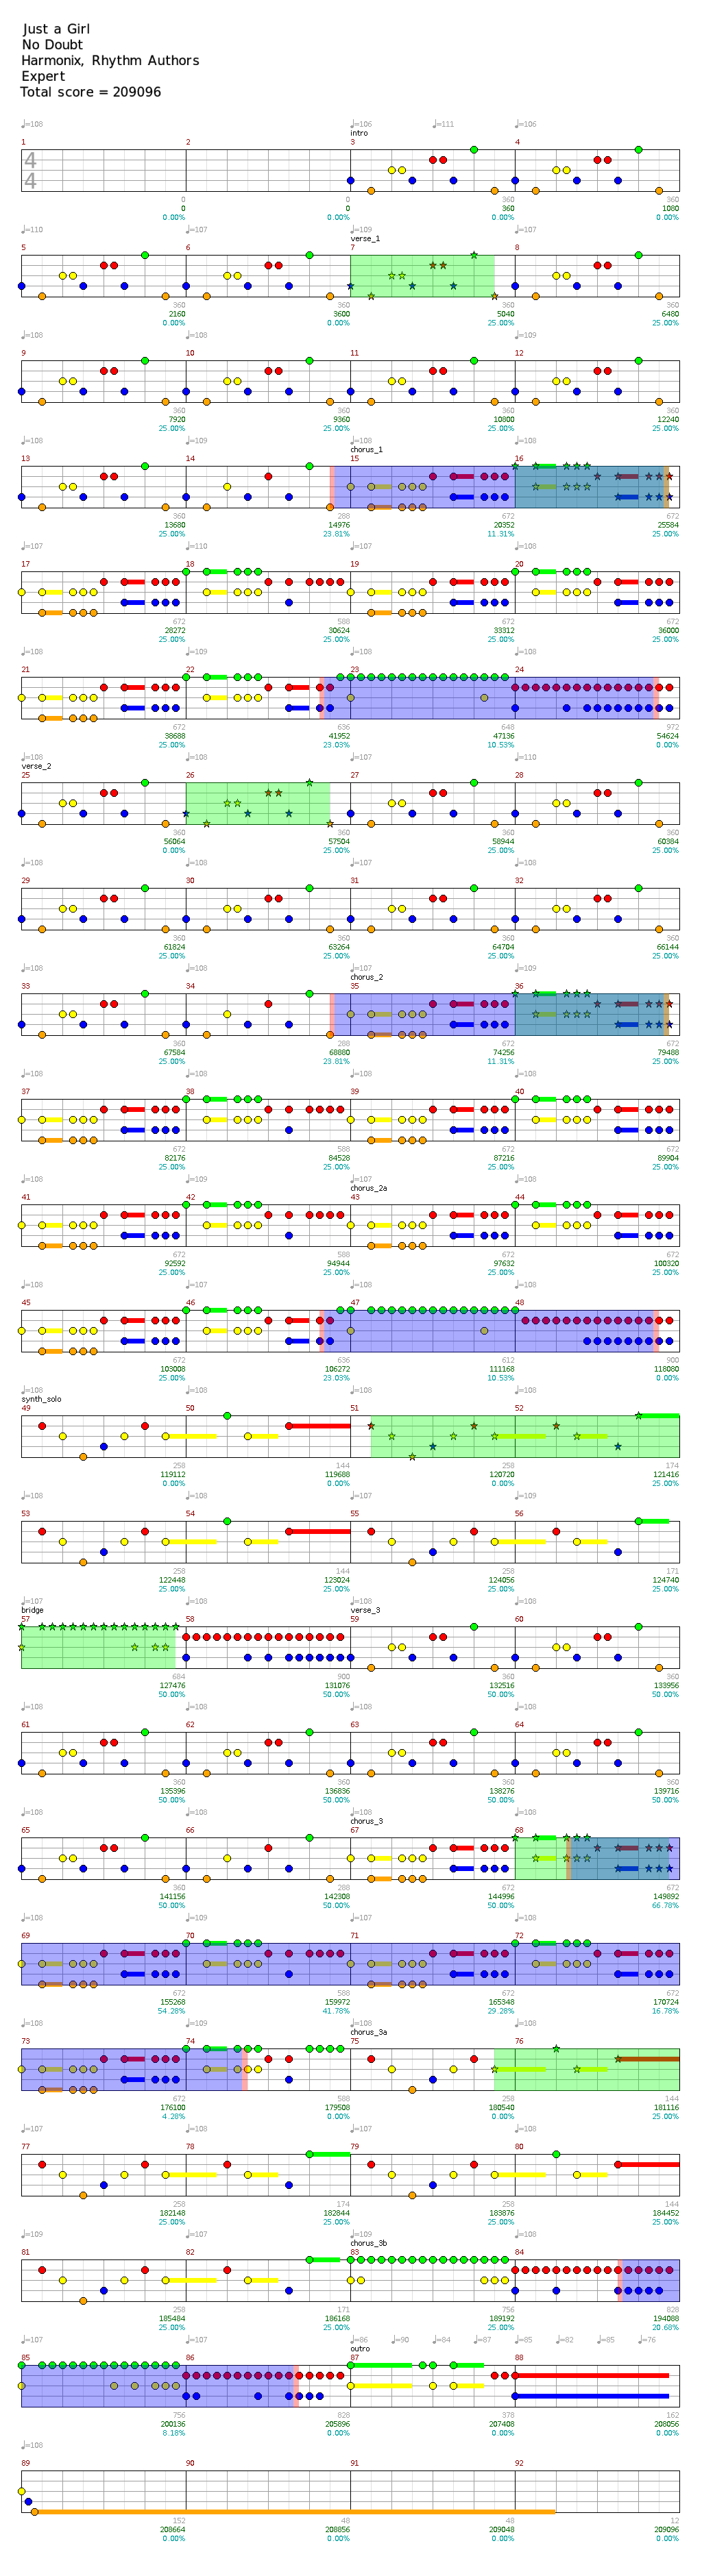 Just a Girl
No Doubt
Harmonix, Rhythm Authors
Expert
Total score = 209096
♩=108 ♩=106 ♩=111 ♩=106
intro
1 2 3 4
4
4
0 0 360 360
0 0 360 1080
0.00% 0.00% 0.00% 0.00%
♩=110 ♩=107 ♩=109
verse_1
5 6 7 8
360 360 360 360
2160 3600 5040 6480
0.00% 0.00% 25.00% 25.00%
♩=108 ♩=108 ♩=108 ♩=109
9 10 11 12
360 360 360 360
7920 9360 10800 12240
25.00% 25.00% 25.00% 25.00%
♩=108 ♩=109 ♩=108 ♩=108
chorus_1
13 14 15 16
360 288 672 672
13680 14976 20352 25584
25.00% 23.81% 11.31% 25.00%
♩=107 ♩=110 ♩=107 ♩=108
17 18 19 20
672 588 672 672
28272 30624 33312 36000
25.00% 25.00% 25.00% 25.00%
♩=108 ♩=109 ♩=108 ♩=108
21 22 23 24
672 636 648 972
38688 41952 47136 54624
25.00% 23.03% 10.53% 0.00%
♩=108 ♩=108 ♩=107 ♩=110
verse_2
25 26 27 28
360 360 360 360
56064 57504 58944 60384
0.00% 25.00% 25.00% 25.00%
♩=108 ♩=108 ♩=107 ♩=108
29 30 31 32
360 360 360 360
61824 63264 64704 66144
25.00% 25.00% 25.00% 25.00%
♩=108 ♩=108 ♩=108 ♩=109
chorus_2
33 34 35 36
360 288 672 672
67584 68880 74256 79488
25.00% 23.81% 11.31% 25.00%
♩=108 ♩=108 ♩=108 ♩=108
37 38 39 40
672 588 672 672
82176 84528 87216 89904
25.00% 25.00% 25.00% 25.00%
♩=108 ♩=109 ♩=107 ♩=108
chorus_2a
41 42 43 44
672 588 672 672
92592 94944 97632 100320
25.00% 25.00% 25.00% 25.00%
♩=108 ♩=107 ♩=108 ♩=108
45 46 47 48
672 636 612 900
103008 106272 111168 118080
25.00% 23.03% 10.53% 0.00%
♩=108 ♩=108 ♩=108 ♩=108
synth_solo
49 50 51 52
258 144 258 174
119112 119688 120720 121416
0.00% 0.00% 0.00% 25.00%
♩=108 ♩=108 ♩=107 ♩=109
53 54 55 56
258 144 258 171
122448 123024 124056 124740
25.00% 25.00% 25.00% 25.00%
♩=107 ♩=108 ♩=108 ♩=108
bridge verse_3
57 58 59 60
684 900 360 360
127476 131076 132516 133956
50.00% 50.00% 50.00% 50.00%
♩=108 ♩=108 ♩=108 ♩=108
61 62 63 64
360 360 360 360
135396 136836 138276 139716
50.00% 50.00% 50.00% 50.00%
♩=108 ♩=108 ♩=108 ♩=108
chorus_3
65 66 67 68
360 288 672 672
141156 142308 144996 149892
50.00% 50.00% 50.00% 66.78%
♩=108 ♩=109 ♩=107 ♩=108
69 70 71 72
672 588 672 672
155268 159972 165348 170724
54.28% 41.78% 29.28% 16.78%
♩=108 ♩=109 ♩=108 ♩=108
chorus_3a
73 74 75 76
672 588 258 144
176100 179508 180540 181116
4.28% 0.00% 0.00% 25.00%
♩=107 ♩=108 ♩=107 ♩=108
77 78 79 80
258 174 258 144
182148 182844 183876 184452
25.00% 25.00% 25.00% 25.00%
♩=109 ♩=107 ♩=108 ♩=108
chorus_3b
81 82 83 84
258 171 756 828
185484 186168 189192 194088
25.00% 25.00% 25.00% 20.68%
♩=107 ♩=107 ♩=86 ♩=90 ♩=84 ♩=87 ♩=85 ♩=82 ♩=85 ♩=76
outro
85 86 87 88
756 828 378 162
200136 205896 207408 208056
8.18% 0.00% 0.00% 0.00%
♩=108
89 90 91 92
152 48 48 12
208664 208856 209048 209096
0.00% 0.00% 0.00% 0.00%